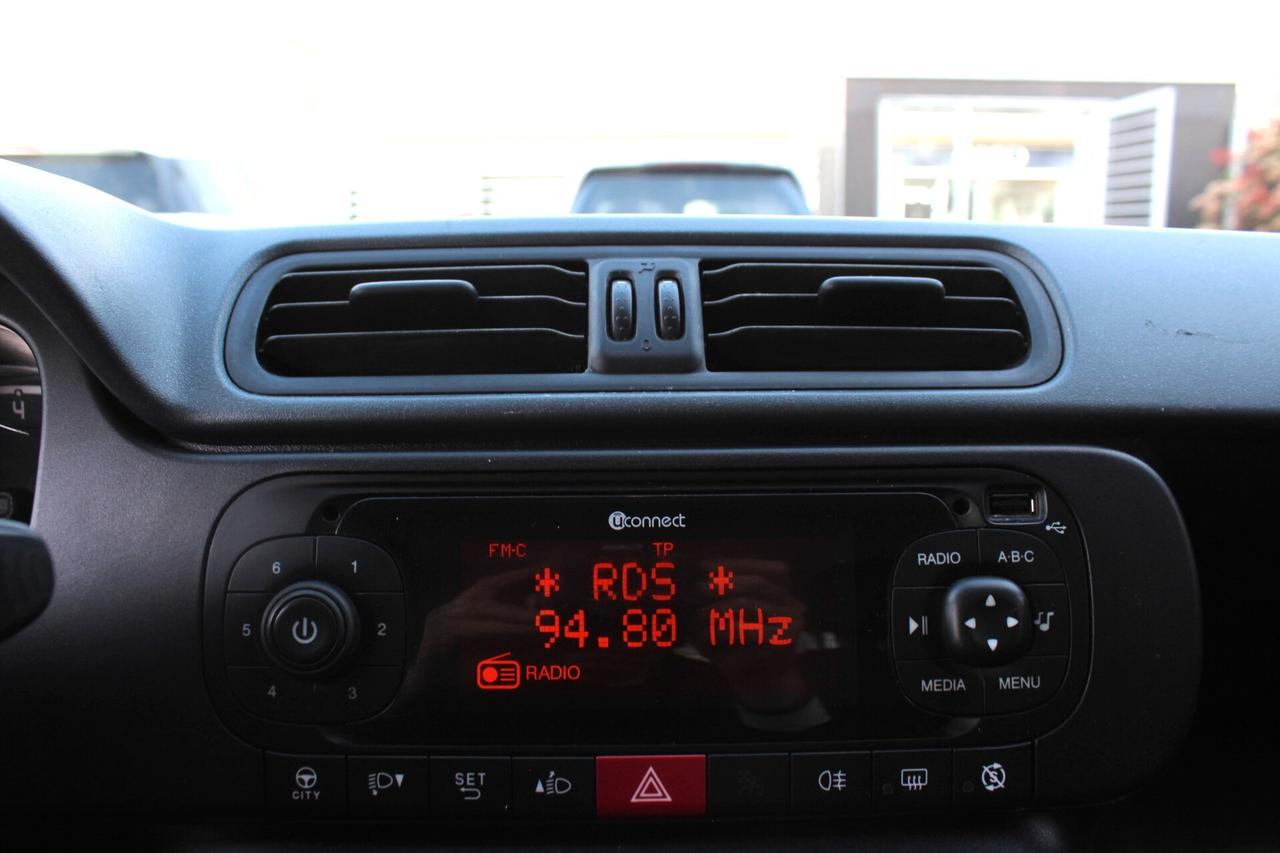 uconnect
FM-C TP
* RDS *
94.80 MHz
RADIO
6 1
5 2
4 3
RADIO A·B·C
MEDIA MENU
CITY
SET
4